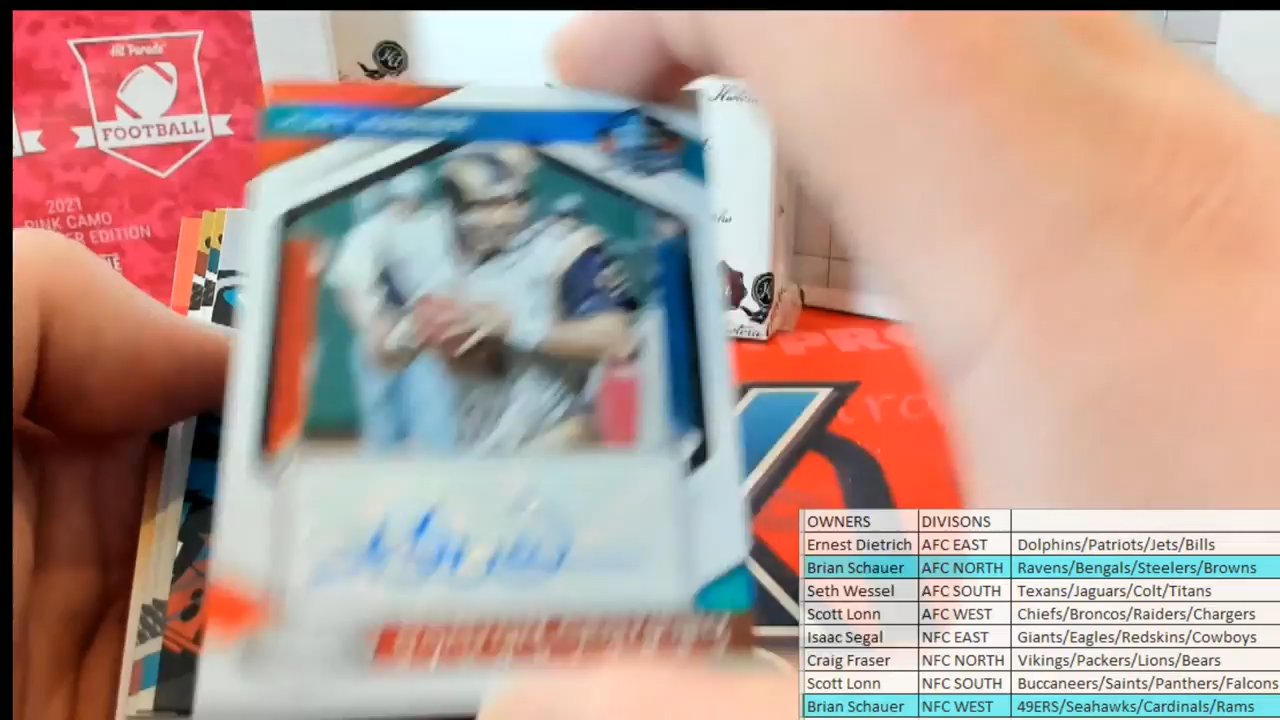 Hit Parade
FOOTBALL
2021
PINK CAMO
EDITION
OWNERS DIVISONS
Ernest Dietrich AFC EAST Dolphins/Patriots/Jets/Bills
Brian Schauer AFC NORTH Ravens/Bengals/Steelers/Browns
Seth Wessel AFC SOUTH Texans/Jaguars/Colt/Titans
Scott Lonn AFC WEST Chiefs/Broncos/Raiders/Chargers
Isaac Segal NFC EAST Giants/Eagles/Redskins/Cowboys
Craig Fraser NFC NORTH Vikings/Packers/Lions/Bears
Scott Lonn NFC SOUTH Buccaneers/Saints/Panthers/Falcons
Brian Schauer NFC WEST 49ERS/Seahawks/Cardinals/Rams